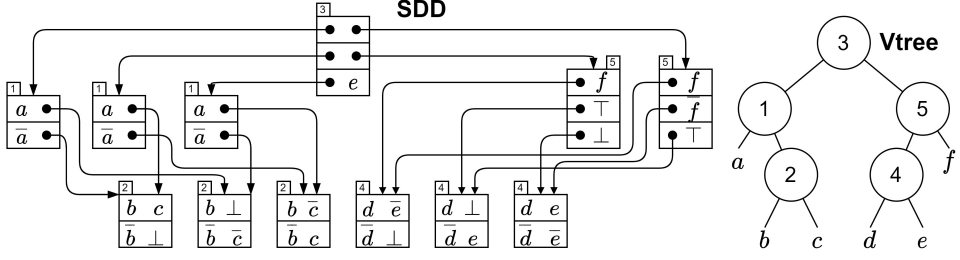 SDD
3
e
1 1 1 5 5
f f
a a a ⊤ f̅
a̅ a̅ a̅ ⊥ ⊤
2 2 2 4 4 4
b c b ⊥ b c̅ d e̅ d ⊥ d e
b̅ ⊥ b̅ c̅ b̅ c d̅ ⊥ d̅ e d̅ e̅
3 Vtree
1 5
a f
2 4
b c d e